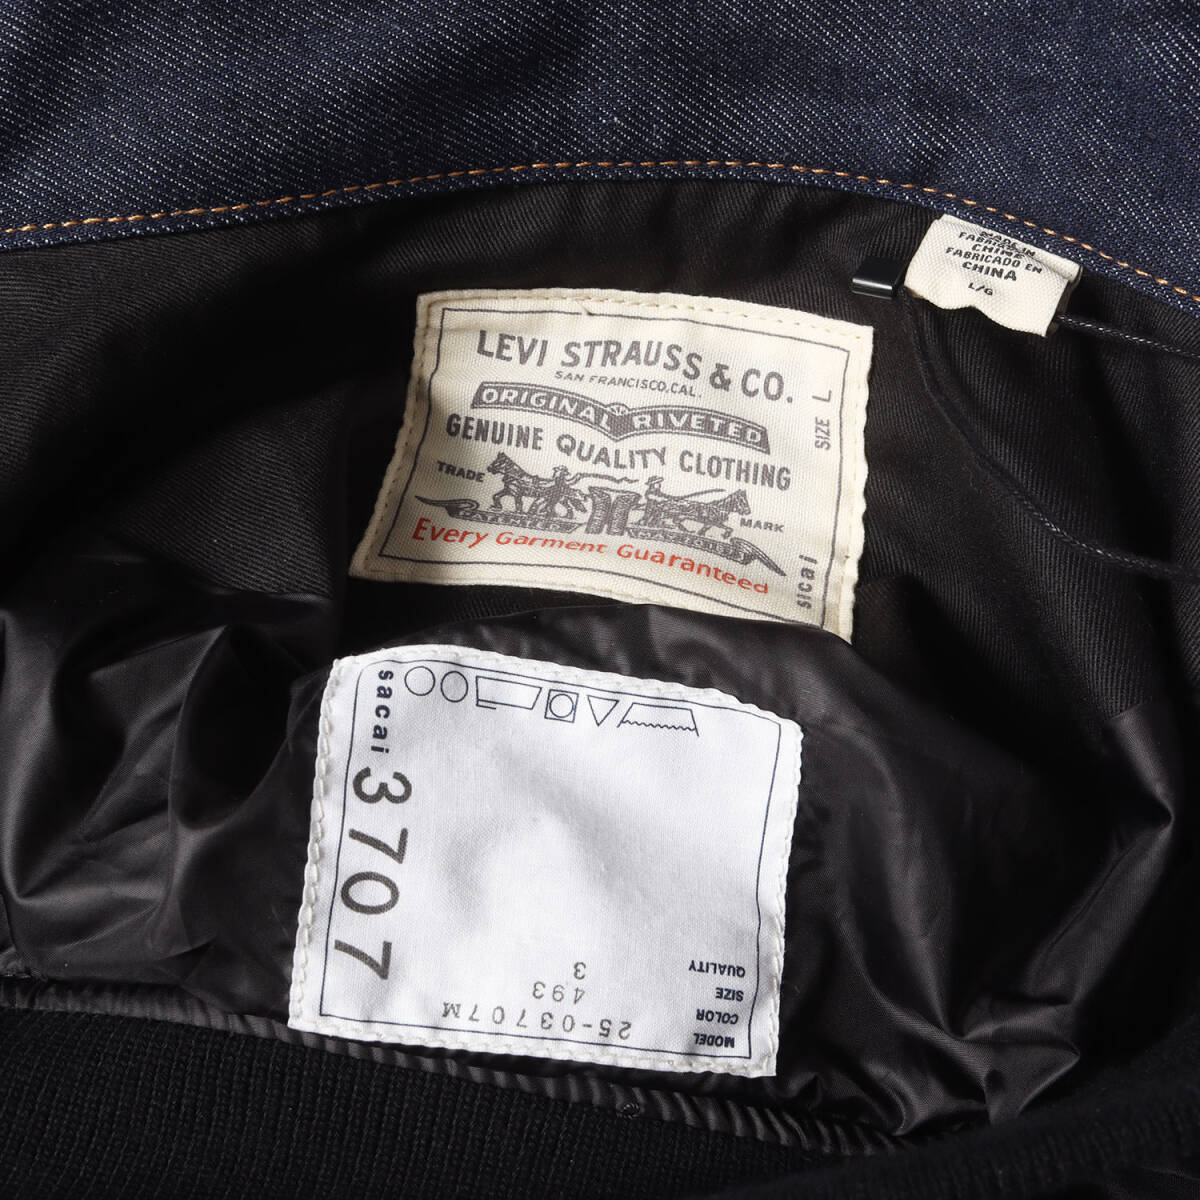 MADE IN
FABRIQUÉ EN
CHINE
FABRICADO EN
CHINA
L/G
LEVI STRAUSS & CO.
SAN FRANCISCO, CAL.
ORIGINAL RIVETED
GENUINE QUALITY CLOTHING
TRADE MARK
Every Garment Guaranteed
SIZE L
sacai
sacai
3707
MODEL 25-03707M
COLOR 493
SIZE 3
QUALITY